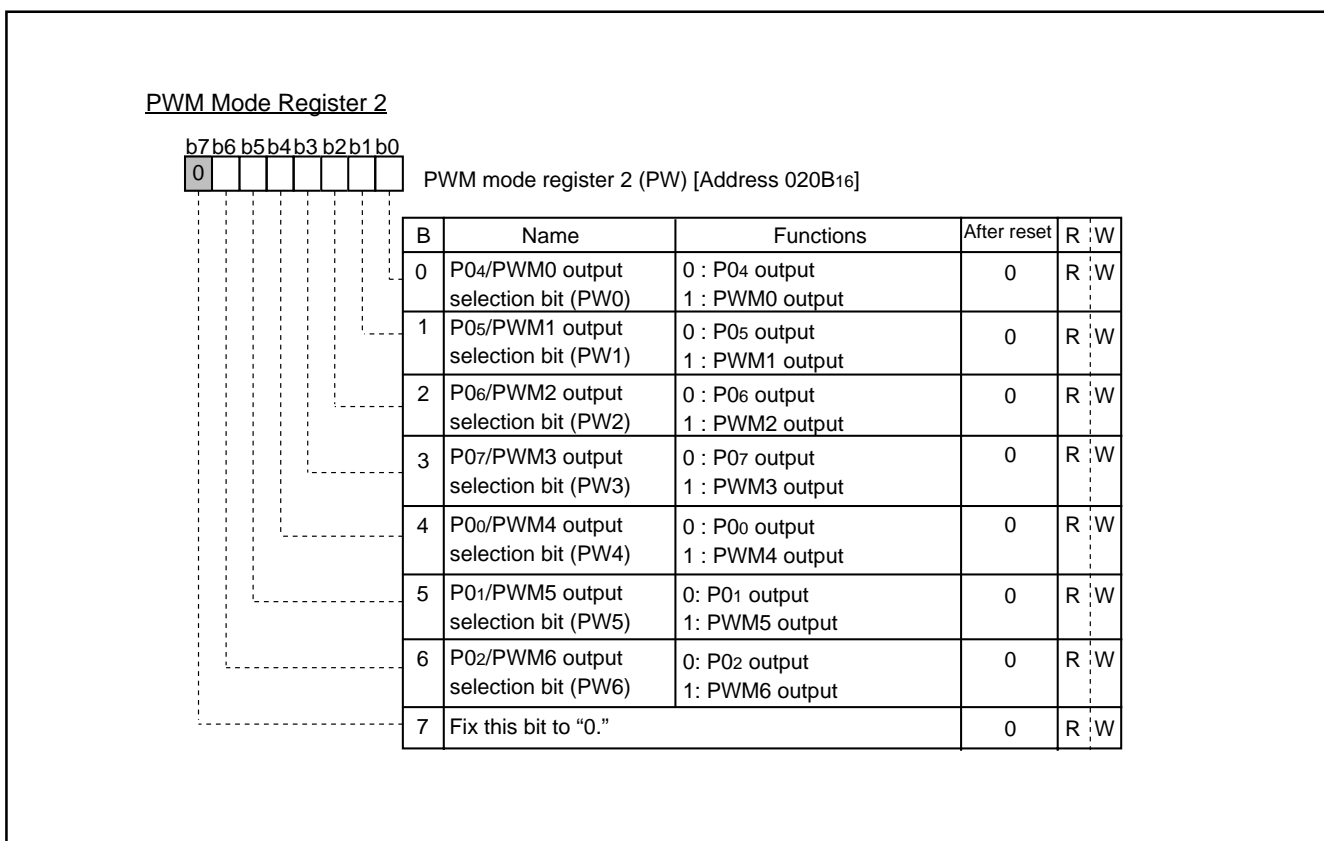 PWM Mode Register 2
b7 b6 b5 b4 b3 b2 b1 b0
0
PWM mode register 2 (PW) [Address 020B16]
B Name Functions After reset R W
0 P04/PWM0 output selection bit (PW0) 0 : P04 output 1 : PWM0 output 0 R W
1 P05/PWM1 output selection bit (PW1) 0 : P05 output 1 : PWM1 output 0 R W
2 P06/PWM2 output selection bit (PW2) 0 : P06 output 1 : PWM2 output 0 R W
3 P07/PWM3 output selection bit (PW3) 0 : P07 output 1 : PWM3 output 0 R W
4 P00/PWM4 output selection bit (PW4) 0 : P00 output 1 : PWM4 output 0 R W
5 P01/PWM5 output selection bit (PW5) 0: P01 output 1: PWM5 output 0 R W
6 P02/PWM6 output selection bit (PW6) 0: P02 output 1: PWM6 output 0 R W
7 Fix this bit to “0.” 0 R W